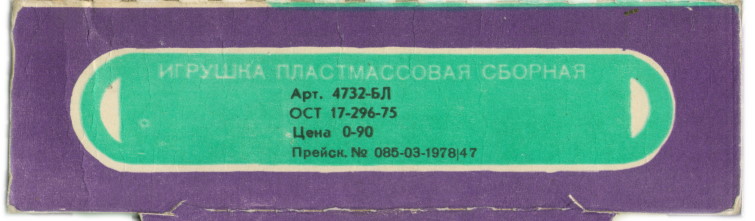 ИГРУШКА ПЛАСТМАССОВАЯ СБОРНАЯ
Арт. 4732-БЛ
ОСТ 17-296-75
Цена 0-90
Прейск. № 085-03-1978|47